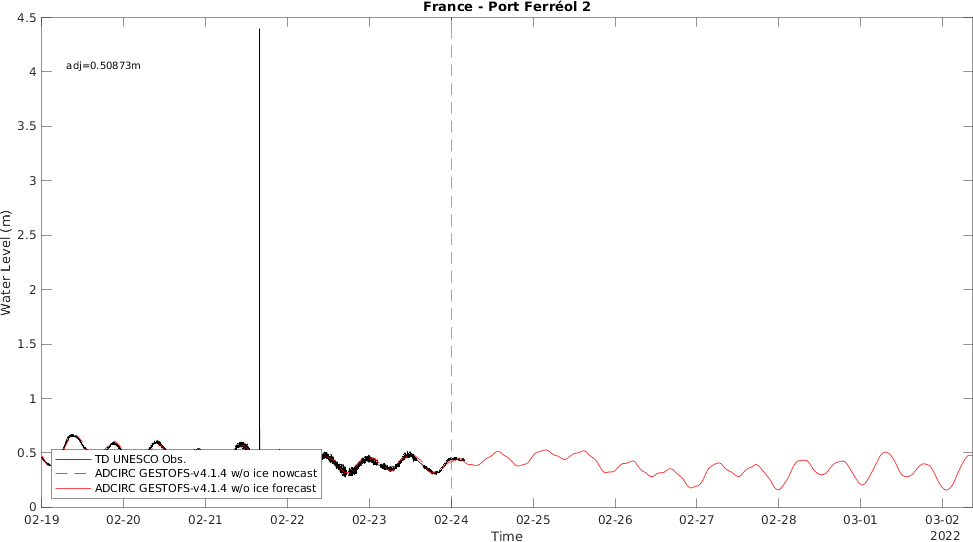 France - Port Ferréol 2
4.5
4
3.5
3
2.5
2
1.5
1
0.5
0
Water Level (m)
adj=0.50873m
TD UNESCO Obs.
ADCIRC GESTOFS-v4.1.4 w/o ice nowcast
ADCIRC GESTOFS-v4.1.4 w/o ice forecast
02-19 02-20 02-21 02-22 02-23 02-24 02-25 02-26 02-27 02-28 03-01 03-02
2022
Time